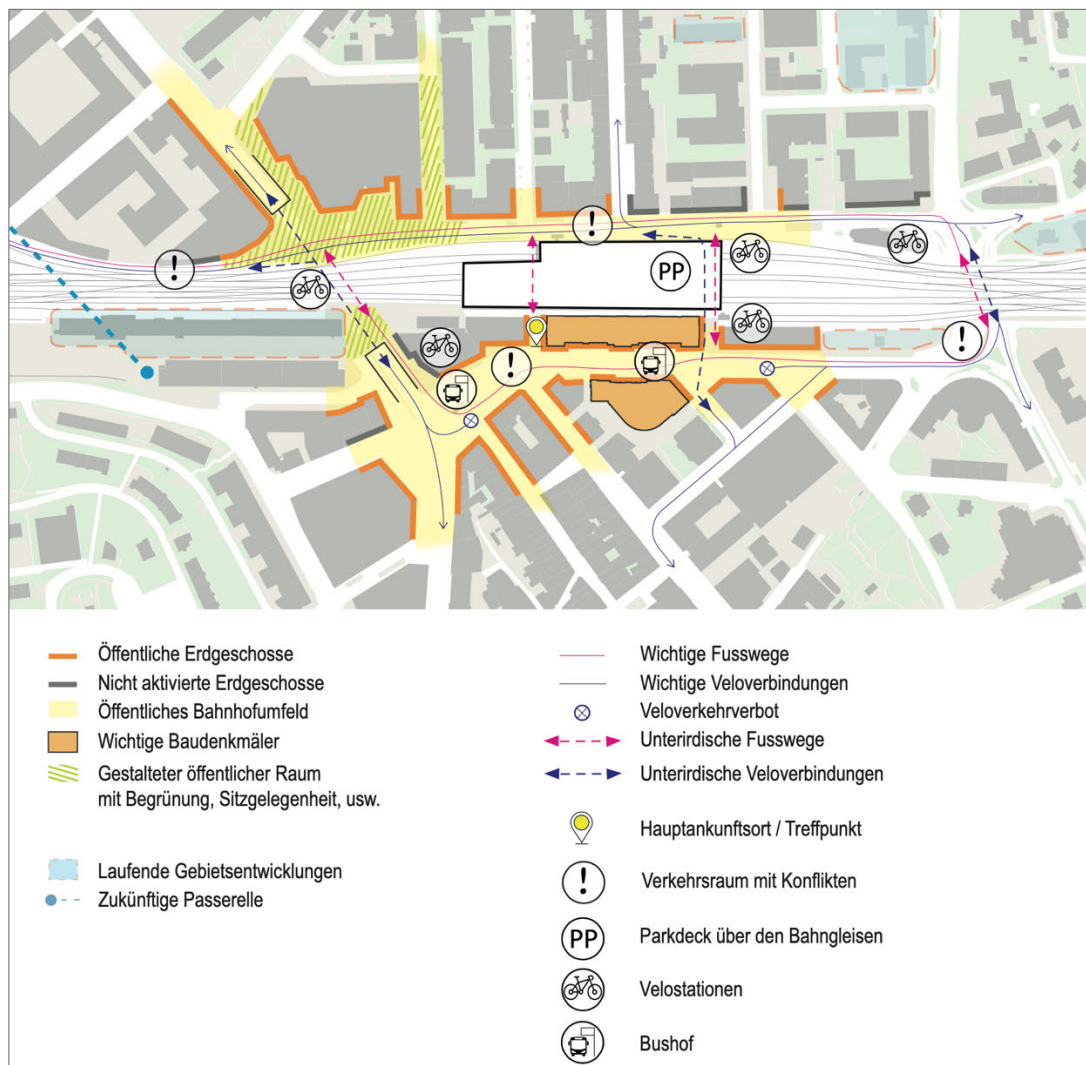 !
!
PP
!
!
Öffentliche Erdgeschosse
Nicht aktivierte Erdgeschosse
Öffentliches Bahnhofumfeld
Wichtige Baudenkmäler
Gestalteter öffentlicher Raum
mit Begrünung, Sitzgelegenheit, usw.
Laufende Gebietsentwicklungen
Zukünftige Passerelle
Wichtige Fusswege
Wichtige Veloverbindungen
Veloverkehrverbot
Unterirdische Fusswege
Unterirdische Veloverbindungen
Hauptankunftsort / Treffpunkt
! Verkehrsraum mit Konflikten
PP Parkdeck über den Bahngleisen
Velostationen
Bushof